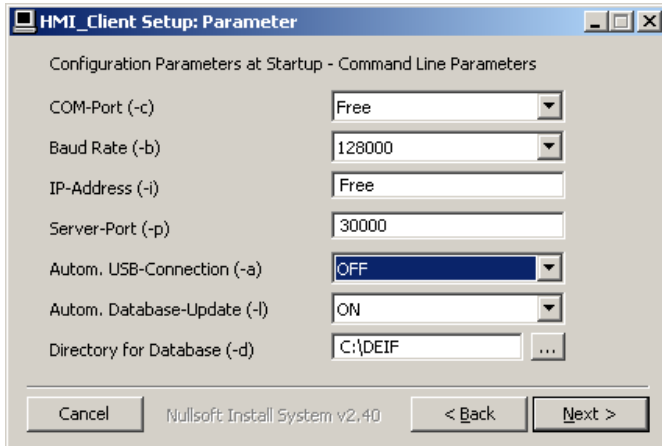 HMI_Client Setup: Parameter
Configuration Parameters at Startup - Command Line Parameters
COM-Port (-c) Free
Baud Rate (-b) 128000
IP-Address (-i) Free
Server-Port (-p) 30000
Autom. USB-Connection (-a) OFF
Autom. Database-Update (-l) ON
Directory for Database (-d) C:\DEIF ...
Cancel Nullsoft Install System v2.40 < Back Next >